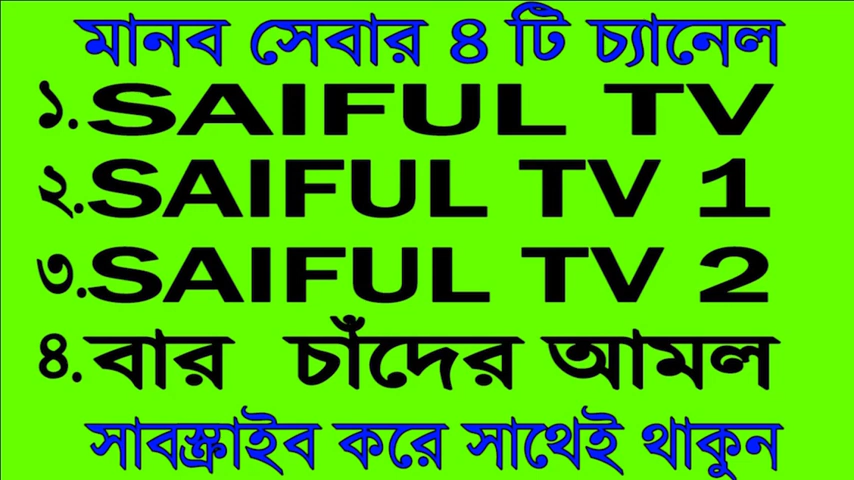 মানব সেবার ৪ টি চ্যানেল
১.SAIFUL TV
২.SAIFUL TV 1
৩.SAIFUL TV 2
৪.বার চাঁদের আমল
সাবস্ক্রাইব করে সাথেই থাকুন